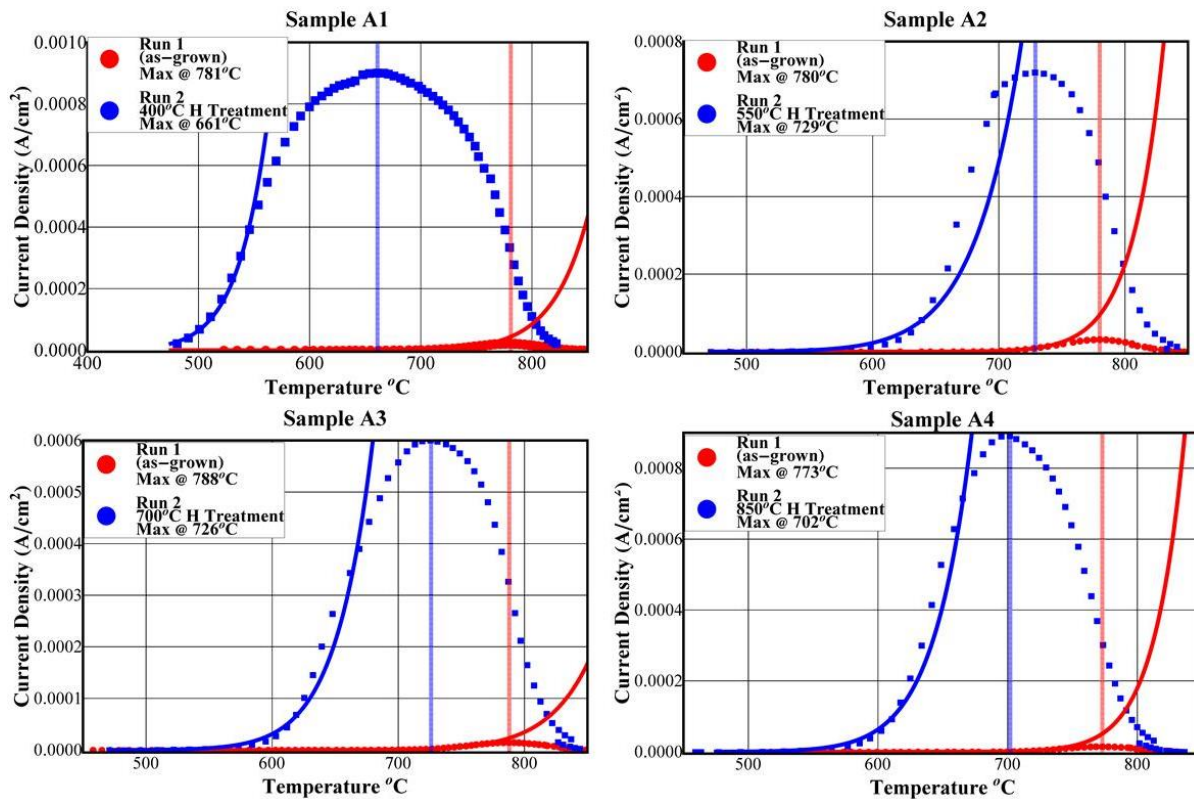 Sample A1
Current Density (A/cm²)
0.0010
0.0008
0.0006
0.0004
0.0002
0.0000
Run 1
(as-grown)
Max @ 781°C
Run 2
400°C H Treatment
Max @ 661°C
400
500
600
700
800
Temperature °C
Sample A2
Current Density (A/cm²)
0.0008
0.0006
0.0004
0.0002
0.0000
Run 1
(as-grown)
Max @ 780°C
Run 2
550°C H Treatment
Max @ 729°C
500
600
700
800
Temperature °C
Sample A3
Current Density (A/cm²)
0.0006
0.0005
0.0004
0.0003
0.0002
0.0001
0.0000
Run 1
(as-grown)
Max @ 788°C
Run 2
700°C H Treatment
Max @ 726°C
500
600
700
800
Temperature °C
Sample A4
Current Density (A/cm²)
0.0008
0.0006
0.0004
0.0002
0.0000
Run 1
(as-grown)
Max @ 773°C
Run 2
850°C H Treatment
Max @ 702°C
500
600
700
800
Temperature °C